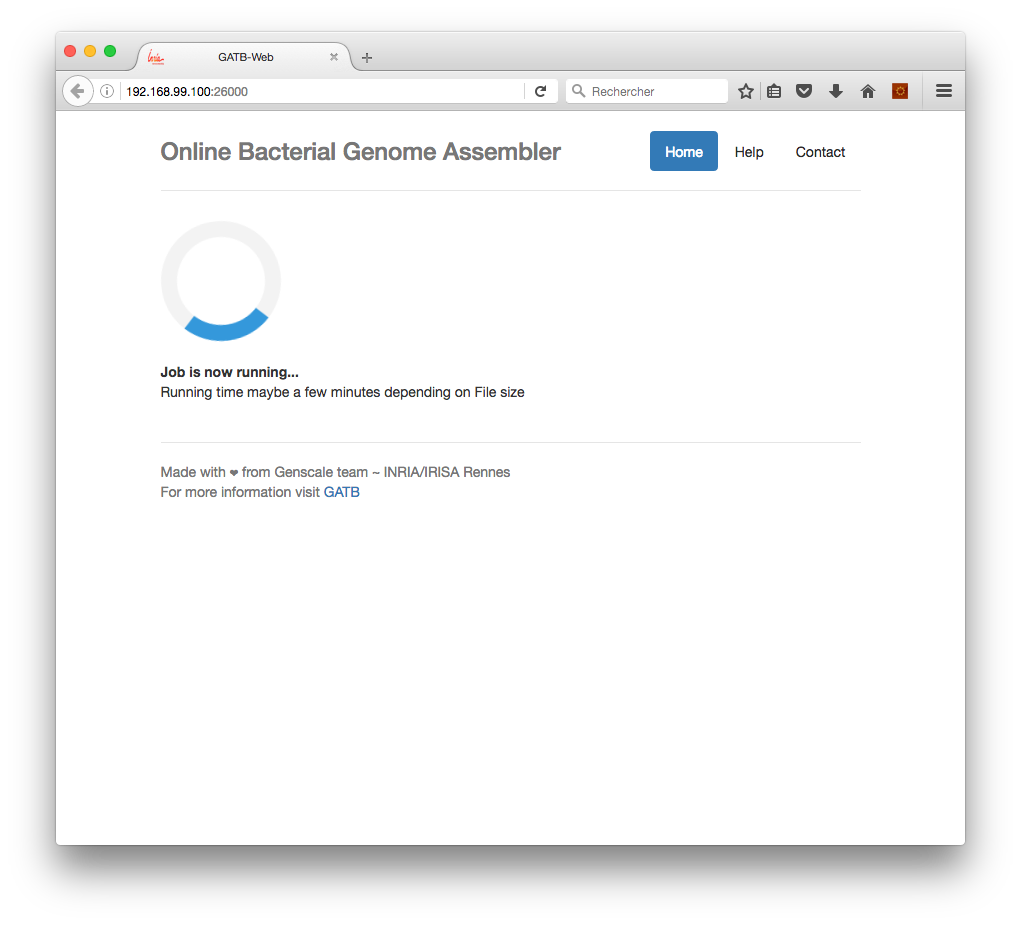 GATB-Web
192.168.99.100:26000
Rechercher
Online Bacterial Genome Assembler
Home
Help
Contact
Job is now running...
Running time maybe a few minutes depending on File size
Made with ❤ from Genscale team ~ INRIA/IRISA Rennes
For more information visit GATB